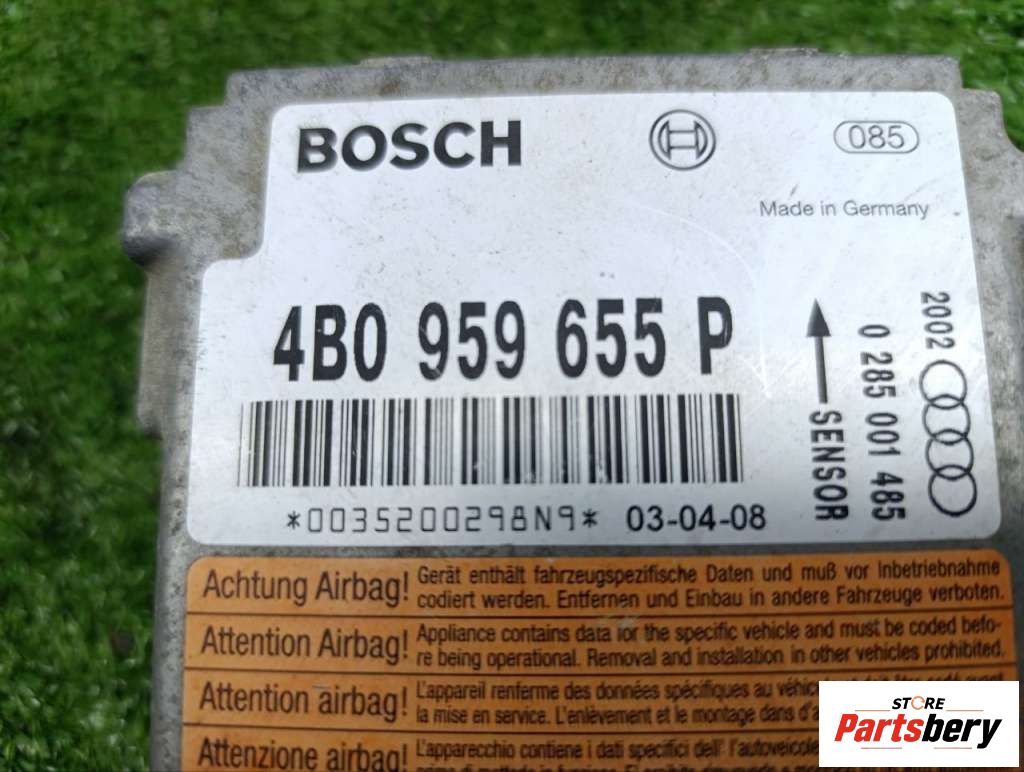 BOSCH
085
Made in Germany
4B0 959 655 P
SENSOR
0 285 001 485
2002
*0035200298N9* 03-04-08
Achtung Airbag! Gerät enthält fahrzeugspezifische Daten und muß vor Inbetriebnahme
codiert werden. Entfernen und Einbau in andere Fahrzeuge verboten.
Attention Airbag! Appliance contains data for the specific vehicle and must be coded befo-
re being operational. Removal and installation in other vehicles prohibited.
Attention airbag! L'appareil renferme des données spécifiques au
la mise en service. L'enlèvement et le montage dans
Attenzione airbag! L'apparecchio contiene i dati specifici dell'
STORE
Partsbery